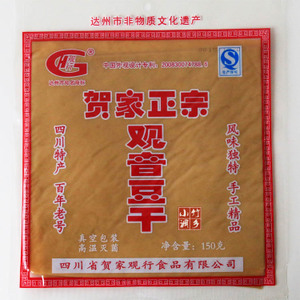 达州市非物质文化遗产
贺家正宗
观音豆干
四川特产 百年老号
风味独特 手工精品
真空包装
高温灭菌
净含量：150克
四川省贺家观行食品有限公司